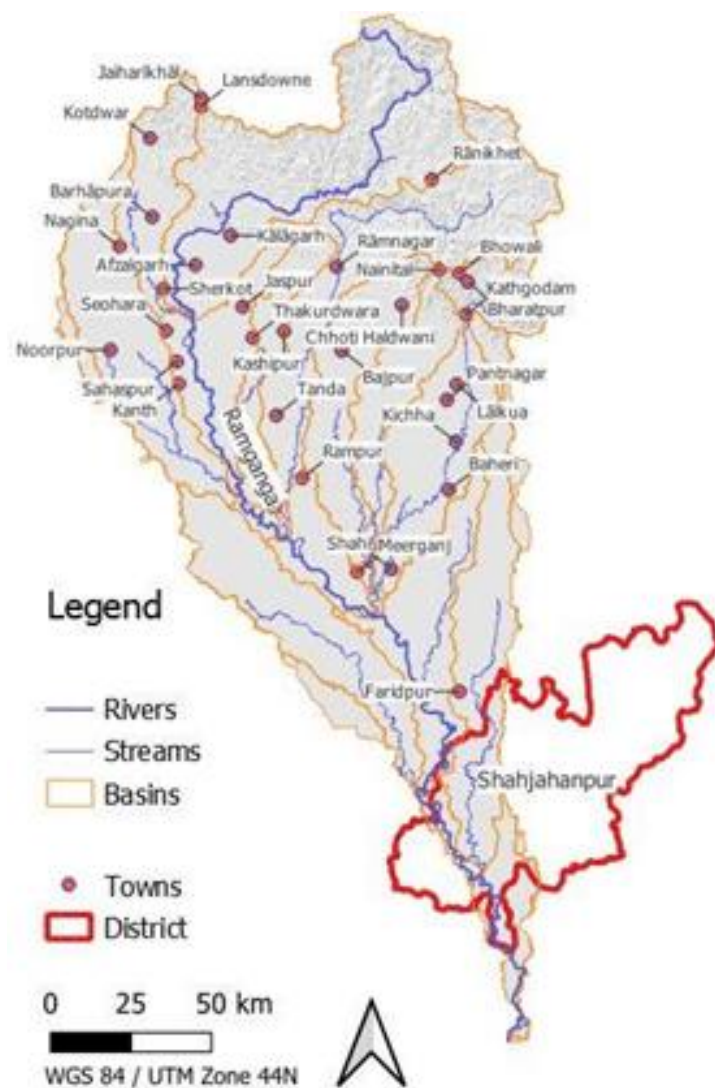 Jaiharīkhāl
Lansdowne
Kotdwar
Rānikhet
Barhāpura
Nagina
Kālāgarh
Rāmnagar
Bhowali
Afzalgarh
Nainital
Sherkot
Jaspur
Kathgodam
Seohara
Thakurdwara
Bharatpur
Noorpur
Chhoti Haldwani
Kashipur
Bajpur
Sahaspur
Pantnagar
Kanth
Tanda
Lālkua
Kichha
Ramganga
Rampur
Baheri
Shahi
Meerganj
Legend
Faridpur
Rivers
Streams
Shahjahanpur
Basins
Towns
District
0 25 50 km
WGS 84 / UTM Zone 44N